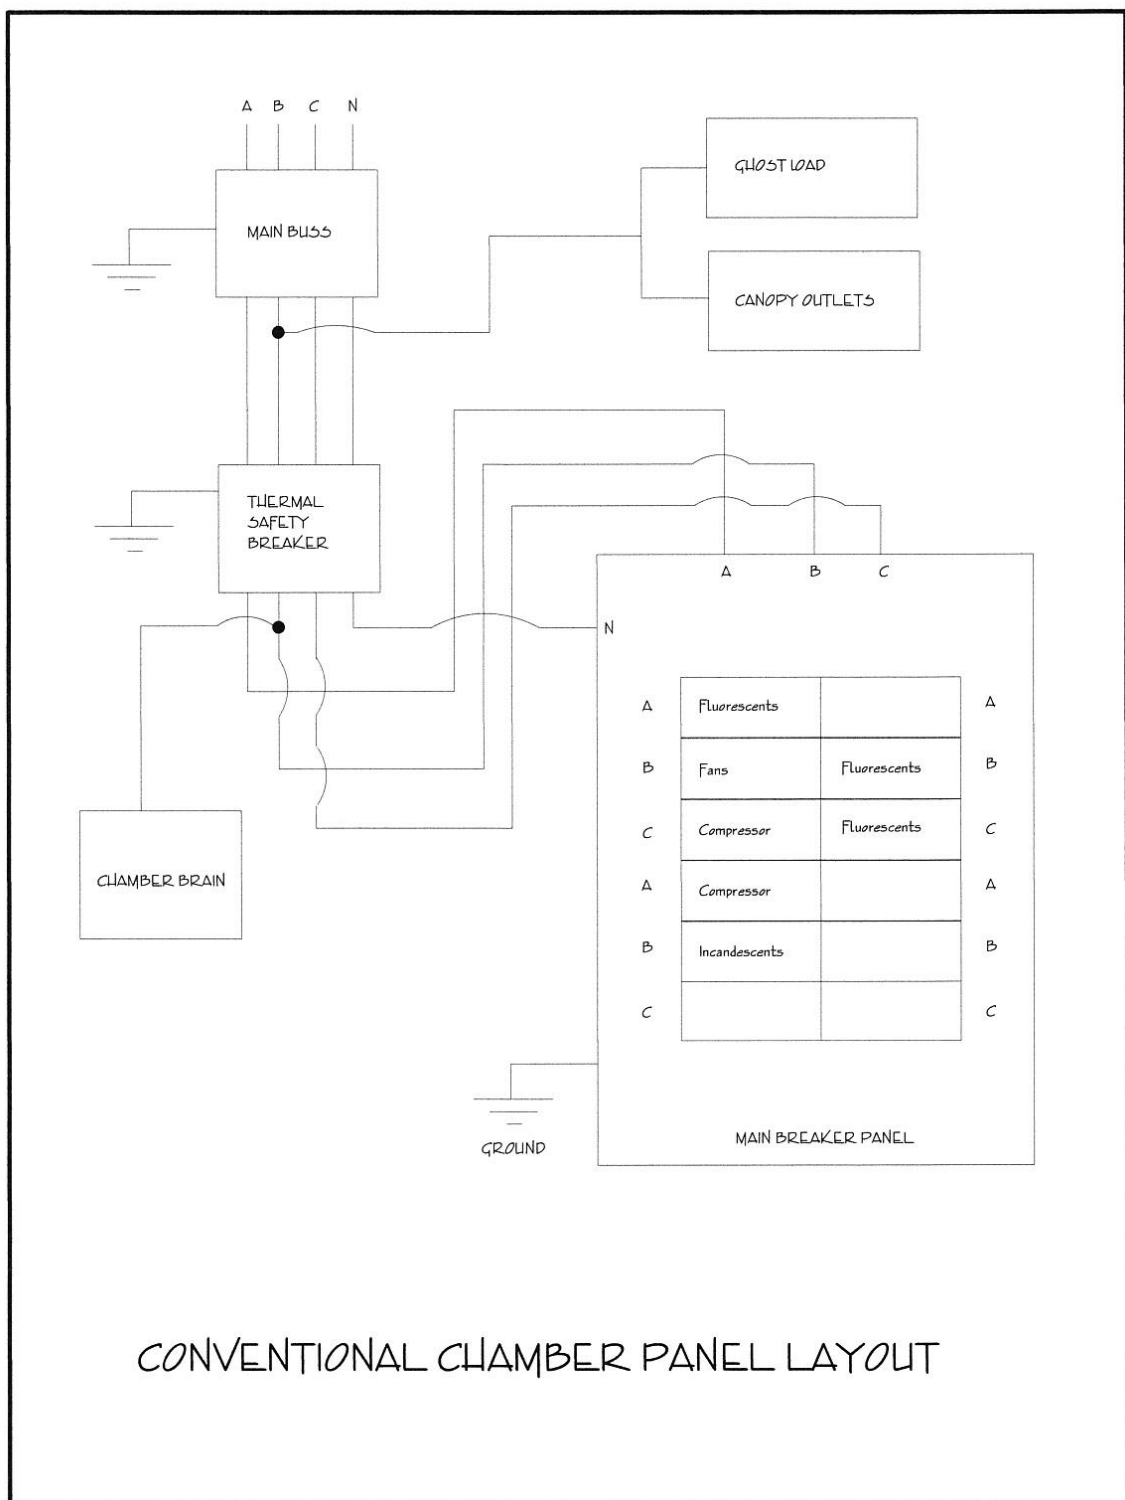 A B C N
GHOST LOAD
MAIN BUSS
CANOPY OUTLETS
THERMAL
SAFETY
BREAKER
A B C
N
A Fluorescents A
B Fans Fluorescents B
C Compressor Fluorescents C
A Compressor A
CHAMBER BRAIN
B Incandescents B
C C
MAIN BREAKER PANEL
GROUND
CONVENTIONAL CHAMBER PANEL LAYOUT